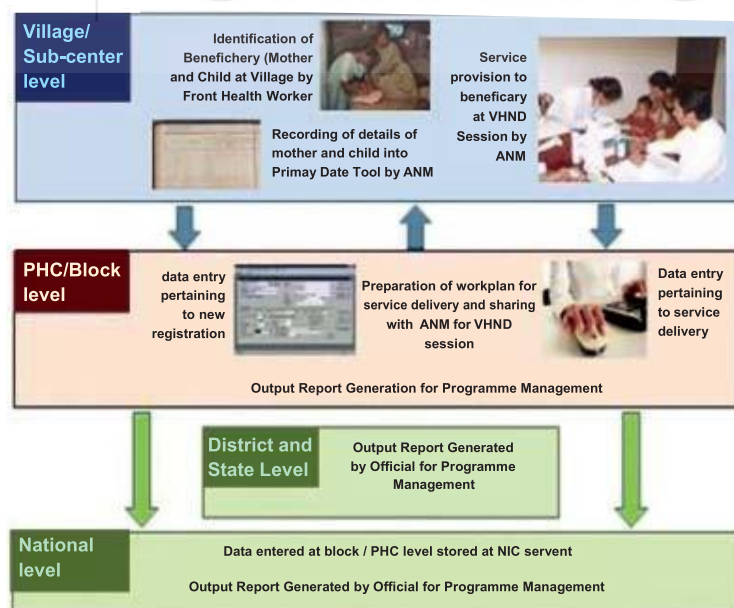 Village/
Sub-center
level
Identification of
Benefichery (Mother
and Child at Village by
Front Health Worker
Recording of details of
mother and child into
Primay Date Tool by ANM
Service
provision to
beneficary
at VHND
Session by
ANM
PHC/Block
level
data entry
pertaining
to new
registration
Preparation of workplan for
service delivery and sharing
with ANM for VHND
session
Data entry
pertaining
to service
delivery
Output Report Generation for Programme Management
District and
State Level
Output Report Generated
by Official for Programme
Management
National
level
Data entered at block / PHC level stored at NIC servent
Output Report Generated by Official for Programme Management